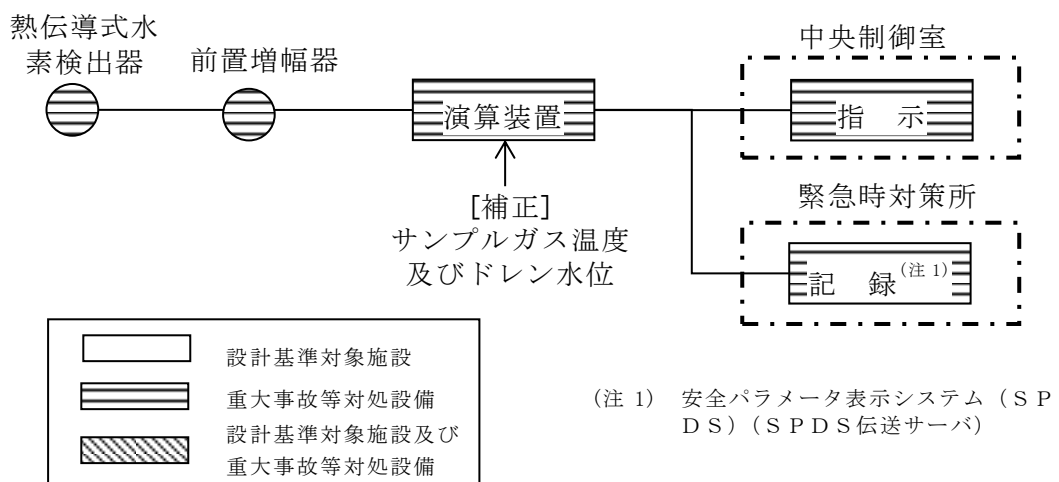 熱伝導式水
素検出器
前置増幅器
中央制御室
演算装置
指　示
[補正]
サンプルガス温度
及びドレン水位
緊急時対策所
記　録(注 1)
設計基準対象施設
重大事故等対処設備
設計基準対象施設及び
重大事故等対処設備
(注 1)　安全パラメータ表示システム（ＳＰ
ＤＳ）（ＳＰＤＳ伝送サーバ）